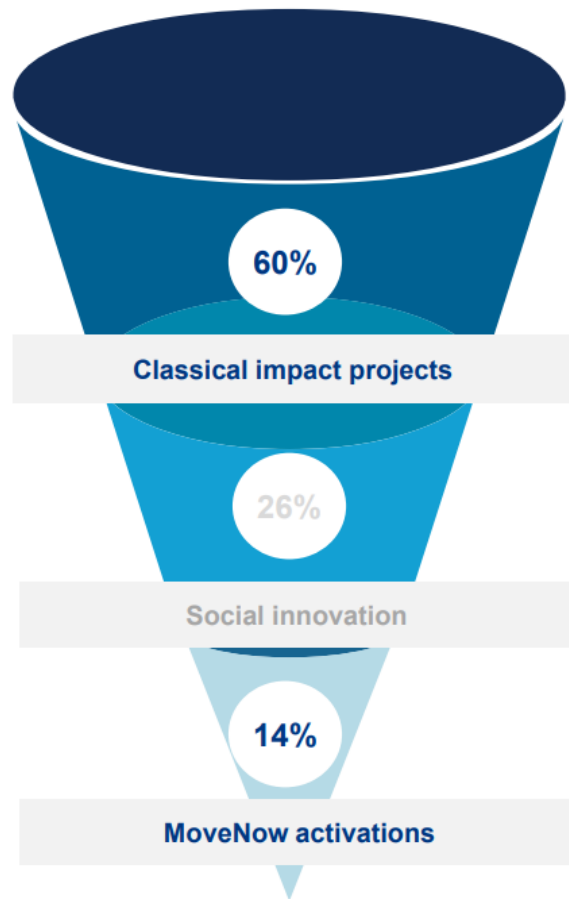 60%
Classical impact projects
26%
Social innovation
14%
MoveNow activations